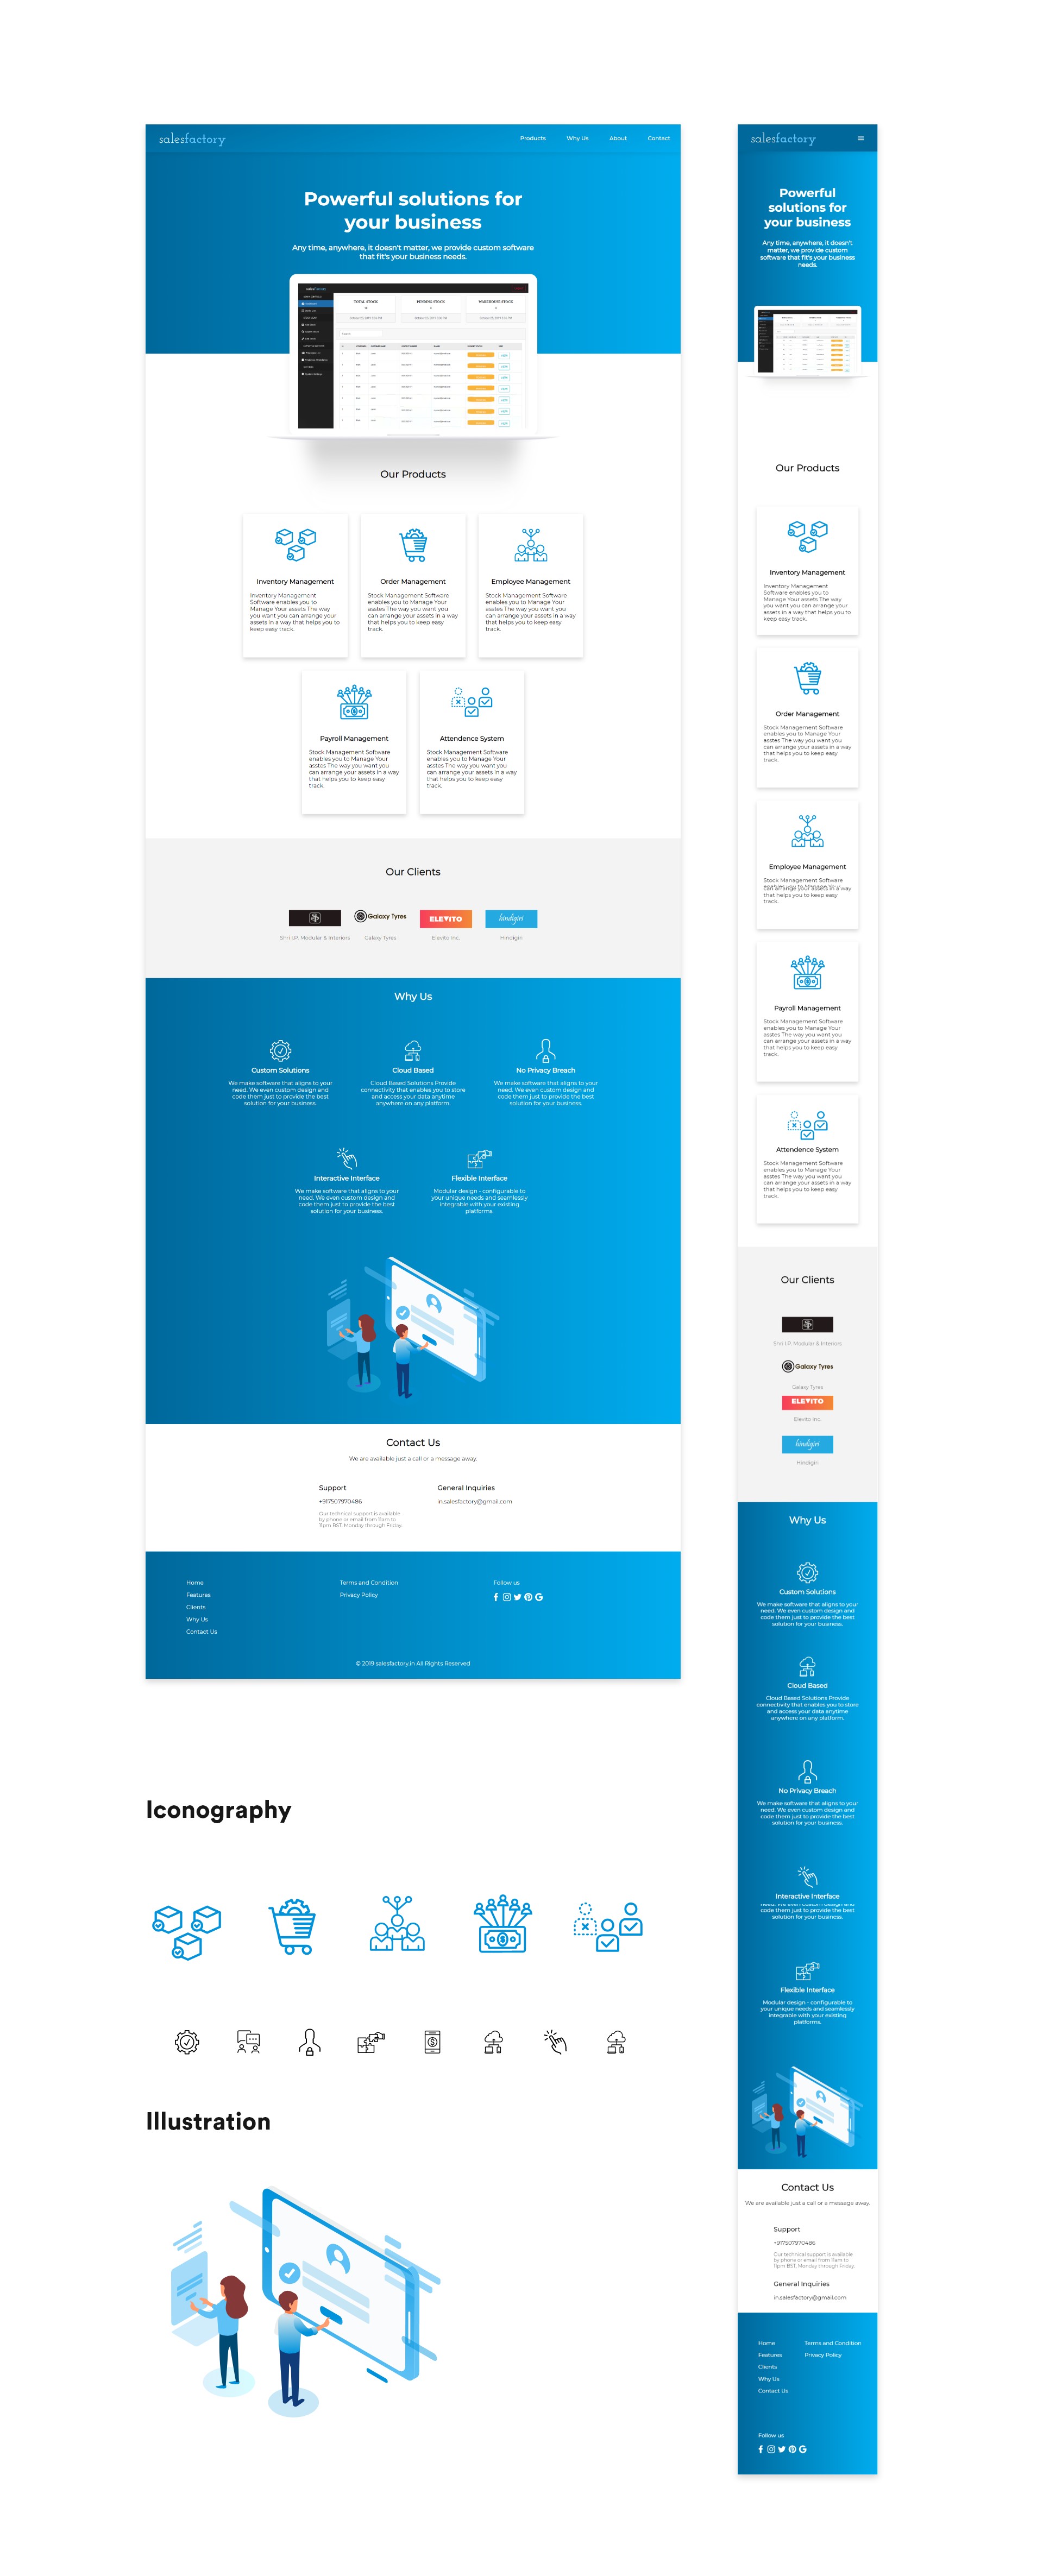 salesfactory
Products Why Us About Contact
Powerful solutions for
your business
Any time, anywhere, it doesn't matter, we provide custom software
that fit's your business needs.
TOTAL STOCK PENDING STOCK WAREHOUSE STOCK
Our Products
Inventory Management
Inventory Management
Software enables you to
Manage Your assets The way
you want you can arrange your
assets in a way that helps you to
keep easy track.
Order Management
Stock Management Software
enables you to Manage Your
asstes The way you want you
can arrange your assets in a way
that helps you to keep easy
track.
Employee Management
Stock Management Software
enables you to Manage Your
asstes The way you want you
can arrange your assets in a way
that helps you to keep easy
track.
Payroll Management
Stock Management Software
enables you to Manage Your
asstes The way you want you
can arrange your assets in a way
that helps you to keep easy
track.
Attendence System
Stock Management Software
enables you to Manage Your
asstes The way you want you
can arrange your assets in a way
that helps you to keep easy
track.
Our Clients
Galaxy Tyres
ELEVITO
hindigiri
Shri I.P. Modular & Interiors
Galaxy Tyres
Elevito Inc.
Hindigiri
Why Us
Custom Solutions
We make software that aligns to your
need. We even custom design and
code them just to provide the best
solution for your business.
Cloud Based
Cloud Based Solutions Provide
connectivity that enables you to store
and access your data anytime
anywhere on any platform.
No Privacy Breach
We make software that aligns to your
need. We even custom design and
code them just to provide the best
solution for your business.
Interactive Interface
We make software that aligns to your
need. We even custom design and
code them just to provide the best
solution for your business.
Flexible Interface
Modular design - configurable to
your unique needs and seamlessly
integrable with your existing
platforms.
Contact Us
We are available just a call or a message away.
Support
+917507970486
Our technical support is available
by phone or email from 11am to
11pm BST, Monday through Friday.
General Inquiries
in.salesfactory@gmail.com
Home
Features
Clients
Why Us
Contact Us
Terms and Condition
Privacy Policy
Follow us
© 2019 salesfactory.in All Rights Reserved
Iconography
Illustration
salesfactory
Powerful
solutions for
your business
Any time, anywhere, it doesn't
matter, we provide custom
software that fit's your business
needs.
Our Products
Inventory Management
Inventory Management
Software enables you to
Manage Your assets The way
you want you can arrange your
assets in a way that helps you to
keep easy track.
Order Management
Stock Management Software
enables you to Manage Your
asstes The way you want you
can arrange your assets in a way
that helps you to keep easy
track.
Employee Management
Stock Management Software
enables you to Manage Your
can arrange your assets in a way
that helps you to keep easy
track.
Payroll Management
Stock Management Software
enables you to Manage Your
asstes The way you want you
can arrange your assets in a way
that helps you to keep easy
track.
Attendence System
Stock Management Software
enables you to Manage Your
asstes The way you want you
can arrange your assets in a way
that helps you to keep easy
track.
Our Clients
Shri I.P. Modular & Interiors
Galaxy Tyres
Galaxy Tyres
ELEVITO
Elevito Inc.
hindigiri
Hindigiri
Why Us
Custom Solutions
We make software that aligns to your
need. We even custom design and
code them just to provide the best
solution for your business.
Cloud Based
Cloud Based Solutions Provide
connectivity that enables you to store
and access your data anytime
anywhere on any platform.
No Privacy Breach
We make software that aligns to your
need. We even custom design and
code them just to provide the best
solution for your business.
Interactive Interface
need. We even custom design and
code them just to provide the best
solution for your business.
Flexible Interface
Modular design - configurable to
your unique needs and seamlessly
integrable with your existing
platforms.
Contact Us
We are available just a call or a message away.
Support
+917507970486
Our technical support is available
by phone or email from 11am to
11pm BST, Monday through Friday.
General Inquiries
in.salesfactory@gmail.com
Home
Features
Clients
Why Us
Contact Us
Terms and Condition
Privacy Policy
Follow us